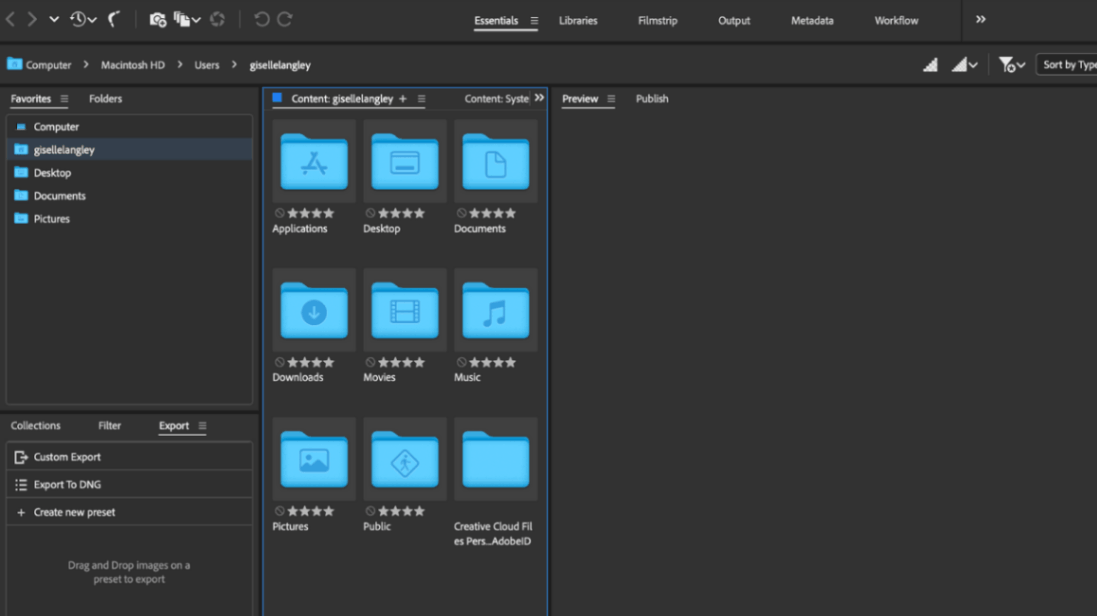 Essentials
Libraries
Filmstrip
Output
Metadata
Workflow
Computer
Macintosh HD
Users
gisellelangley
Sort by Type
Favorites
Folders
Content: gisellelangley
Content: Syste
Preview
Publish
Computer
gisellelangley
Desktop
Documents
Pictures
Applications
Desktop
Documents
Downloads
Movies
Music
Pictures
Public
Creative Cloud Fil
es Pers...AdobeID
Collections
Filter
Export
Custom Export
Export To DNG
Create new preset
Drag and Drop images on a
preset to export